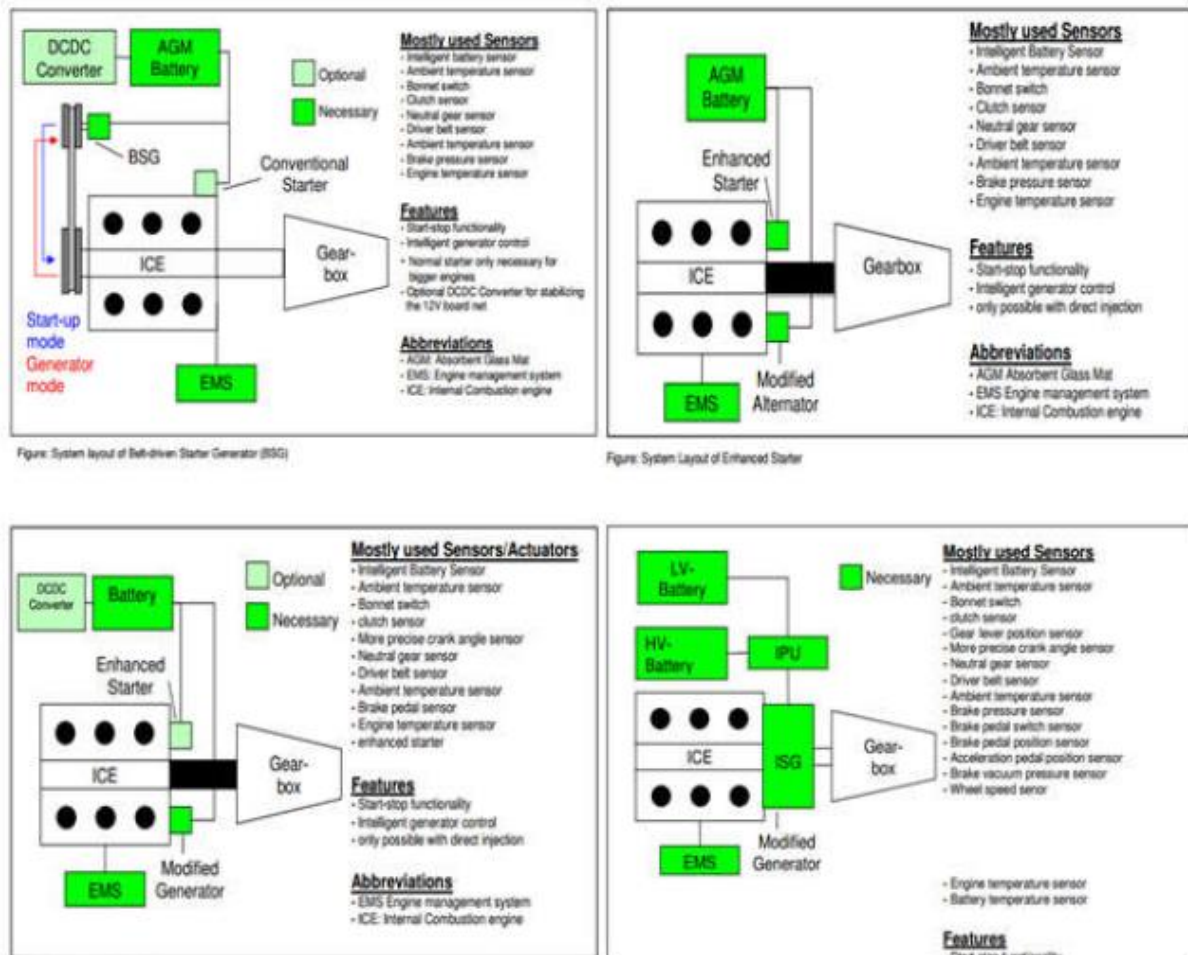 DCDC
Converter
AGM
Battery
Optional
Necessary
BSG
Conventional
Starter
ICE
Gear-
box
Start-up
mode
Generator
mode
EMS
Mostly used Sensors
- Intelligent battery sensor
- Ambient temperature sensor
- Bonnet switch
- Clutch sensor
- Neutral gear sensor
- Driver belt sensor
- Ambient temperature sensor
- Brake pressure sensor
- Engine temperature sensor
Features
- Start-stop functionality
- Intelligent generator control
• Normal starter only necessary for
bigger engines
- Optional DCDC Converter for stabilizing
the 12V board net
Abbreviations
- AGM: Absorbent Glass Mat
- EMS: Engine management system
- ICE: Internal Combustion engine
Figure: System layout of Belt-driven Starter Generator (BSG)
AGM
Battery
Enhanced
Starter
ICE
Gearbox
EMS
Modified
Alternator
Mostly used Sensors
- Intelligent Battery Sensor
- Ambient temperature sensor
- Bonnet switch
- Clutch sensor
- Neutral gear sensor
- Driver belt sensor
- Ambient temperature sensor
- Brake pressure sensor
- Engine temperature sensor
Features
- Start-stop functionality
- Intelligent generator control
- only possible with direct injection
Abbreviations
- AGM Absorbent Glass Mat
- EMS Engine management system
- ICE: Internal Combustion engine
Figure: System Layout of Enhanced Starter
DCDC
Converter
Battery
Optional
Necessary
Enhanced
Starter
ICE
Gear-
box
EMS
Modified
Generator
Mostly used Sensors/Actuators
- Intelligent Battery Sensor
- Ambient temperature sensor
- Bonnet switch
- clutch sensor
- More precise crank angle sensor
- Neutral gear sensor
- Driver belt sensor
- Ambient temperature sensor
- Brake pedal sensor
- Engine temperature sensor
- enhanced starter
Features
- Start-stop functionality
- Intelligent generator control
- only possible with direct injection
Abbreviations
- EMS Engine management system
- ICE: Internal Combustion engine
LV-
Battery
HV-
Battery
IPU
Necessary
ICE
ISG
Gear-
box
EMS
Modified
Generator
Mostly used Sensors
- Intelligent Battery Sensor
- Ambient temperature sensor
- Bonnet switch
- clutch sensor
- Gear lever position sensor
- More precise crank angle sensor
- Neutral gear sensor
- Driver belt sensor
- Ambient temperature sensor
- Brake pressure sensor
- Brake pedal switch sensor
- Brake pedal position sensor
- Acceleration pedal position sensor
- Brake vacuum pressure sensor
- Wheel speed senor
- Engine temperature sensor
- Battery temperature sensor
Features